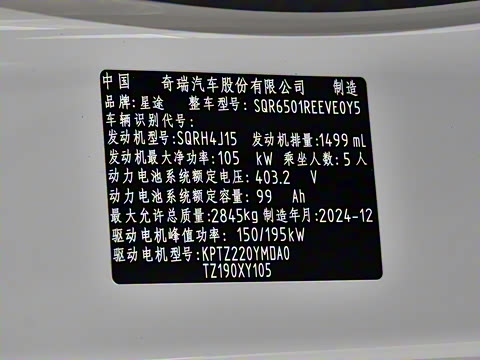 中国 奇瑞汽车股份有限公司 制造
品牌:星途 整车型号:SQR6501REEVE0Y5
车辆识别代号:
发动机型号:SQRH4J15 发动机排量:1499 mL
发动机最大净功率:105 kW 乘坐人数:5 人
动力电池系统额定电压:403.2 V
动力电池系统额定容量:99 Ah
最大允许总质量:2845kg 制造年月:2024-12
驱动电机峰值功率: 150/195kW
驱动电机型号:KPTZ220YMDA0
TZ190XY105